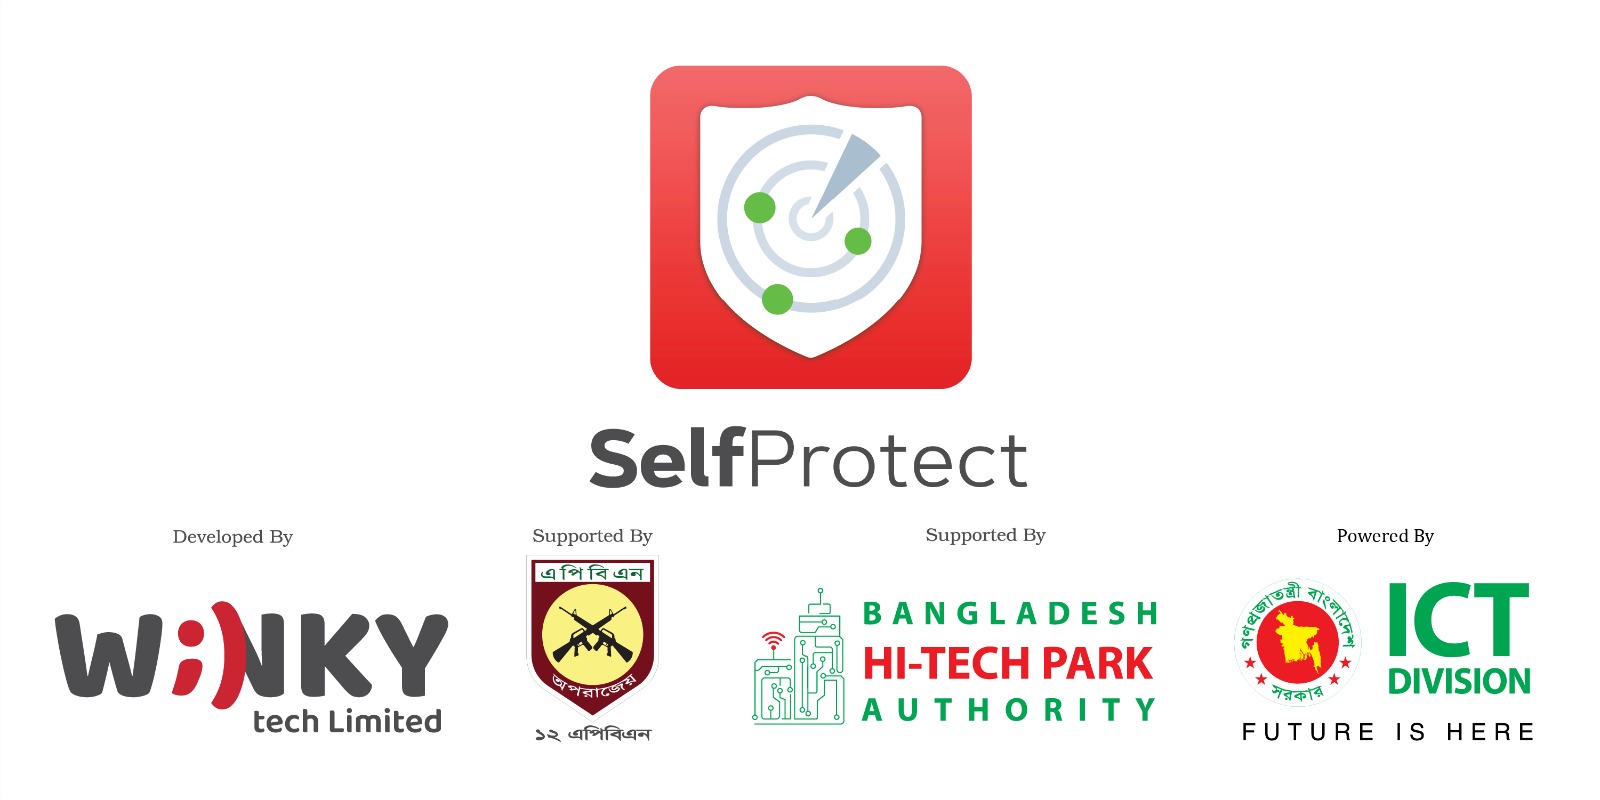 SelfProtect
Developed By
WiNKY
tech Limited
Supported By
এপিবিএন
অপরাজেয়
১২ এপিবিএন
Supported By
BANGLADESH
HI-TECH PARK
AUTHORITY
Powered By
গণপ্রজাতন্ত্রী বাংলাদেশ
সরকার
ICT
DIVISION
FUTURE IS HERE